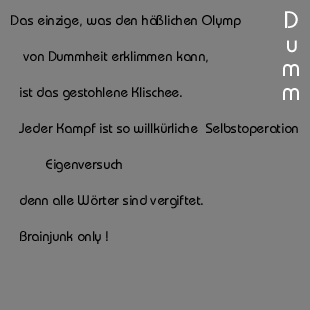 Das einzige, was den häßlichen Olymp
von Dummheit erklimmen kann,
ist das gestohlene Klischee.
Jeder Kampf ist so willkürliche Selbstoperation
Eigenversuch
denn alle Wörter sind vergiftet.
Brainjunk only !
Dumm